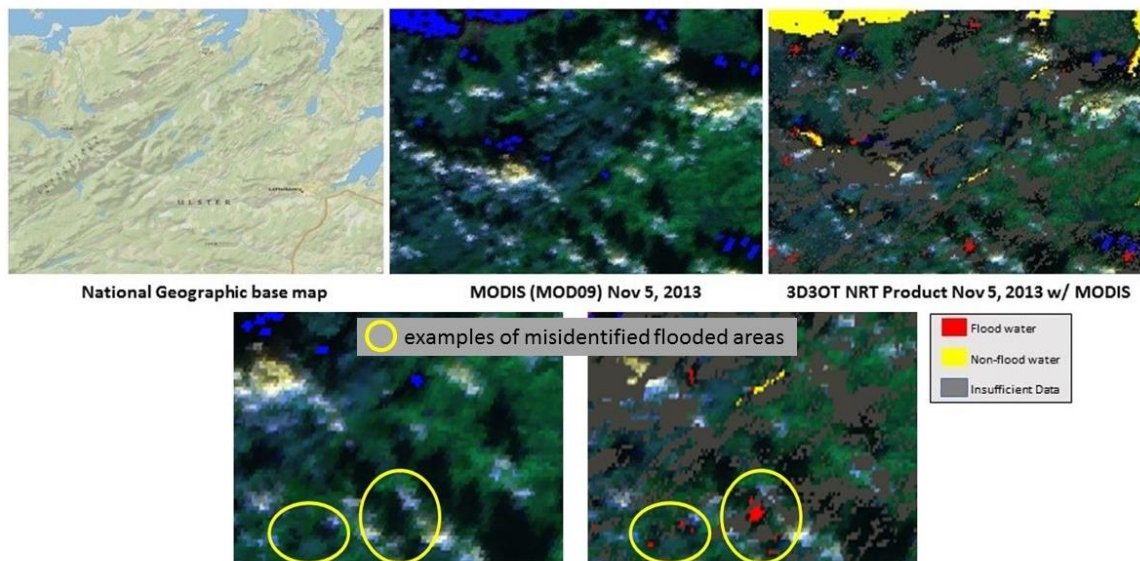 ULSTER
National Geographic base map
MODIS (MOD09) Nov 5, 2013
3D3OT NRT Product Nov 5, 2013 w/ MODIS
examples of misidentified flooded areas
Flood water
Non-flood water
Insufficient Data